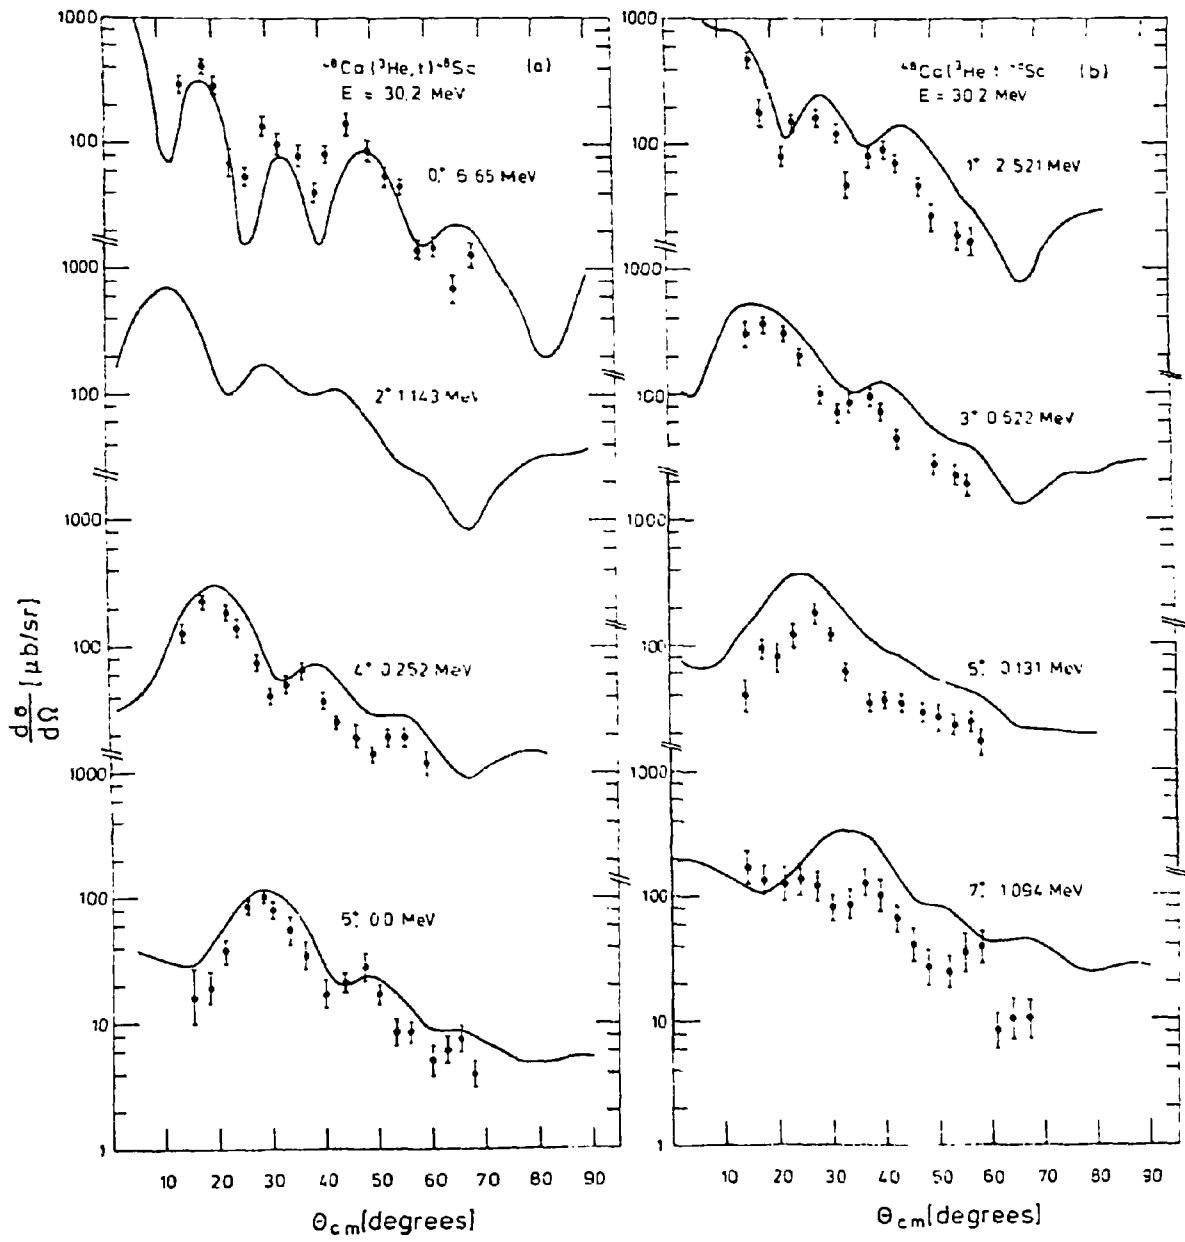 ⁴⁸Ca(³He,t)⁴⁸Sc (a)
E = 30.2 MeV
0⁺ 6.65 MeV
2⁺ 1.143 MeV
4⁺ 0.252 MeV
6⁺ 0.0 MeV
1000
100
1000
100
1000
100
1000
100
10
1
dσ/dΩ [μb/sr]
10 20 30 40 50 60 70 80 90
Θcm[degrees]
⁴⁸Ca(³He,t) Sc (b)
E = 30.2 MeV
1⁺ 2.521 MeV
3⁺ 0.622 MeV
5⁺ 0.131 MeV
7⁺ 1.094 MeV
1000
100
1000
100
1000
100
1000
100
10
1
10 20 30 40 50 60 70 80 90
Θcm[degrees]